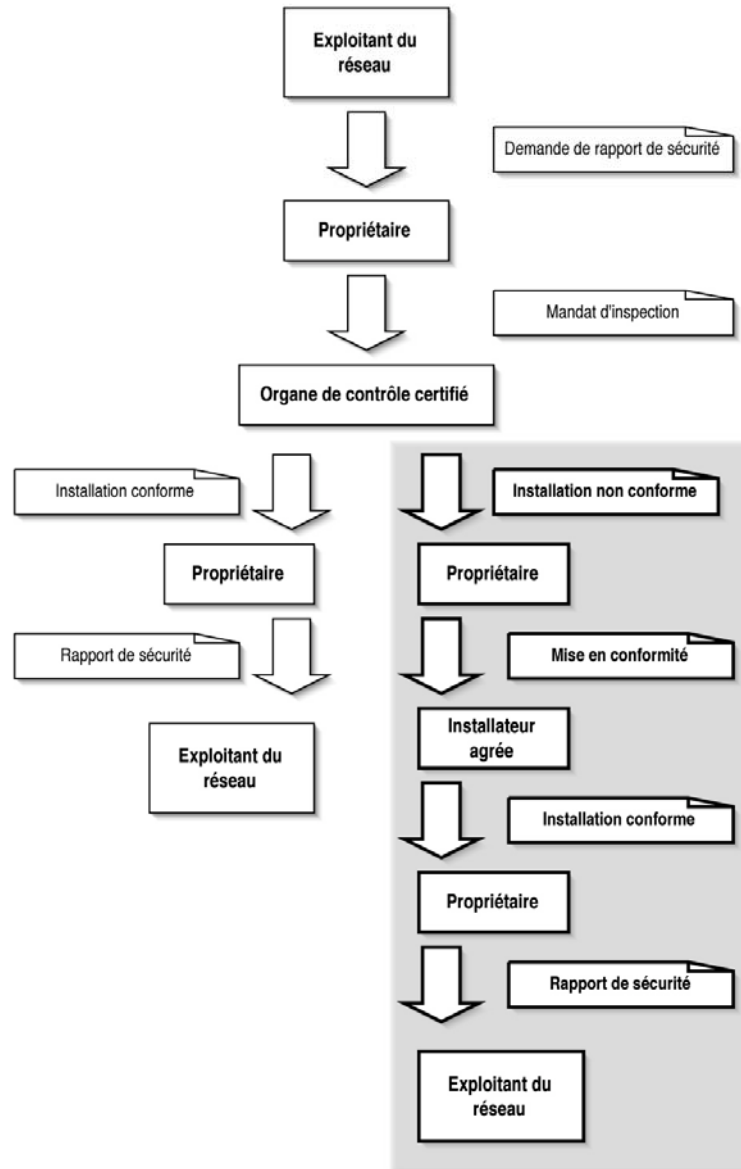 Exploitant du
réseau
Demande de rapport de sécurité
Propriétaire
Mandat d'inspection
Organe de contrôle certifié
Installation conforme
Installation non conforme
Propriétaire
Propriétaire
Rapport de sécurité
Mise en conformité
Exploitant du
réseau
Installateur
agrée
Installation conforme
Propriétaire
Rapport de sécurité
Exploitant du
réseau